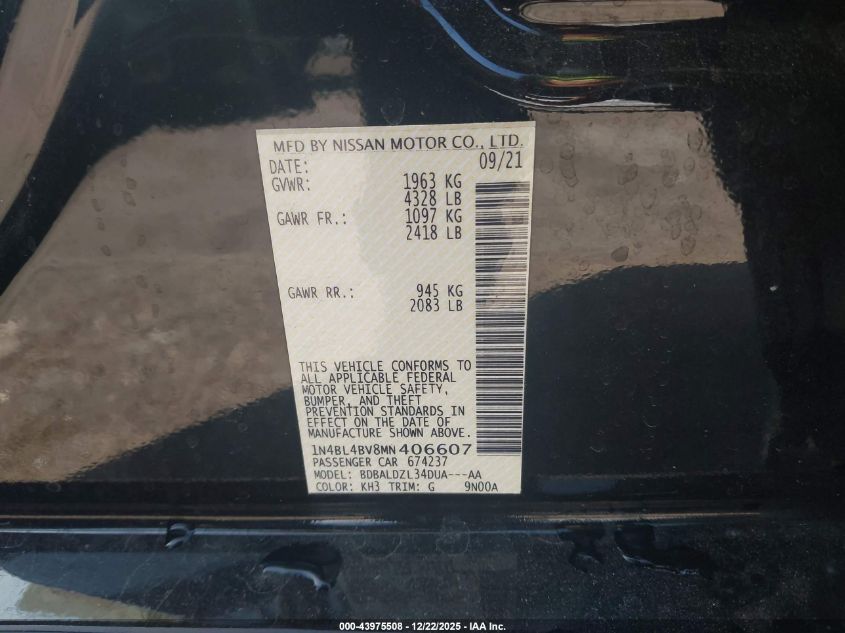 MFD BY NISSAN MOTOR CO., LTD.
DATE: 09/21
GVWR: 1963 KG
4328 LB
GAWR FR.: 1097 KG
2418 LB
GAWR RR.: 945 KG
2083 LB
THIS VEHICLE CONFORMS TO
ALL APPLICABLE FEDERAL
MOTOR VEHICLE SAFETY,
BUMPER, AND THEFT
PREVENTION STANDARDS IN
EFFECT ON THE DATE OF
MANUFACTURE SHOWN ABOVE.
1N4BL4BV8MN406607
PASSENGER CAR 674237
MODEL: BDBALDZL34DUA---AA
COLOR: KH3 TRIM: G 9N00A
000-43975508 • 12/22/2025 • IAA Inc.